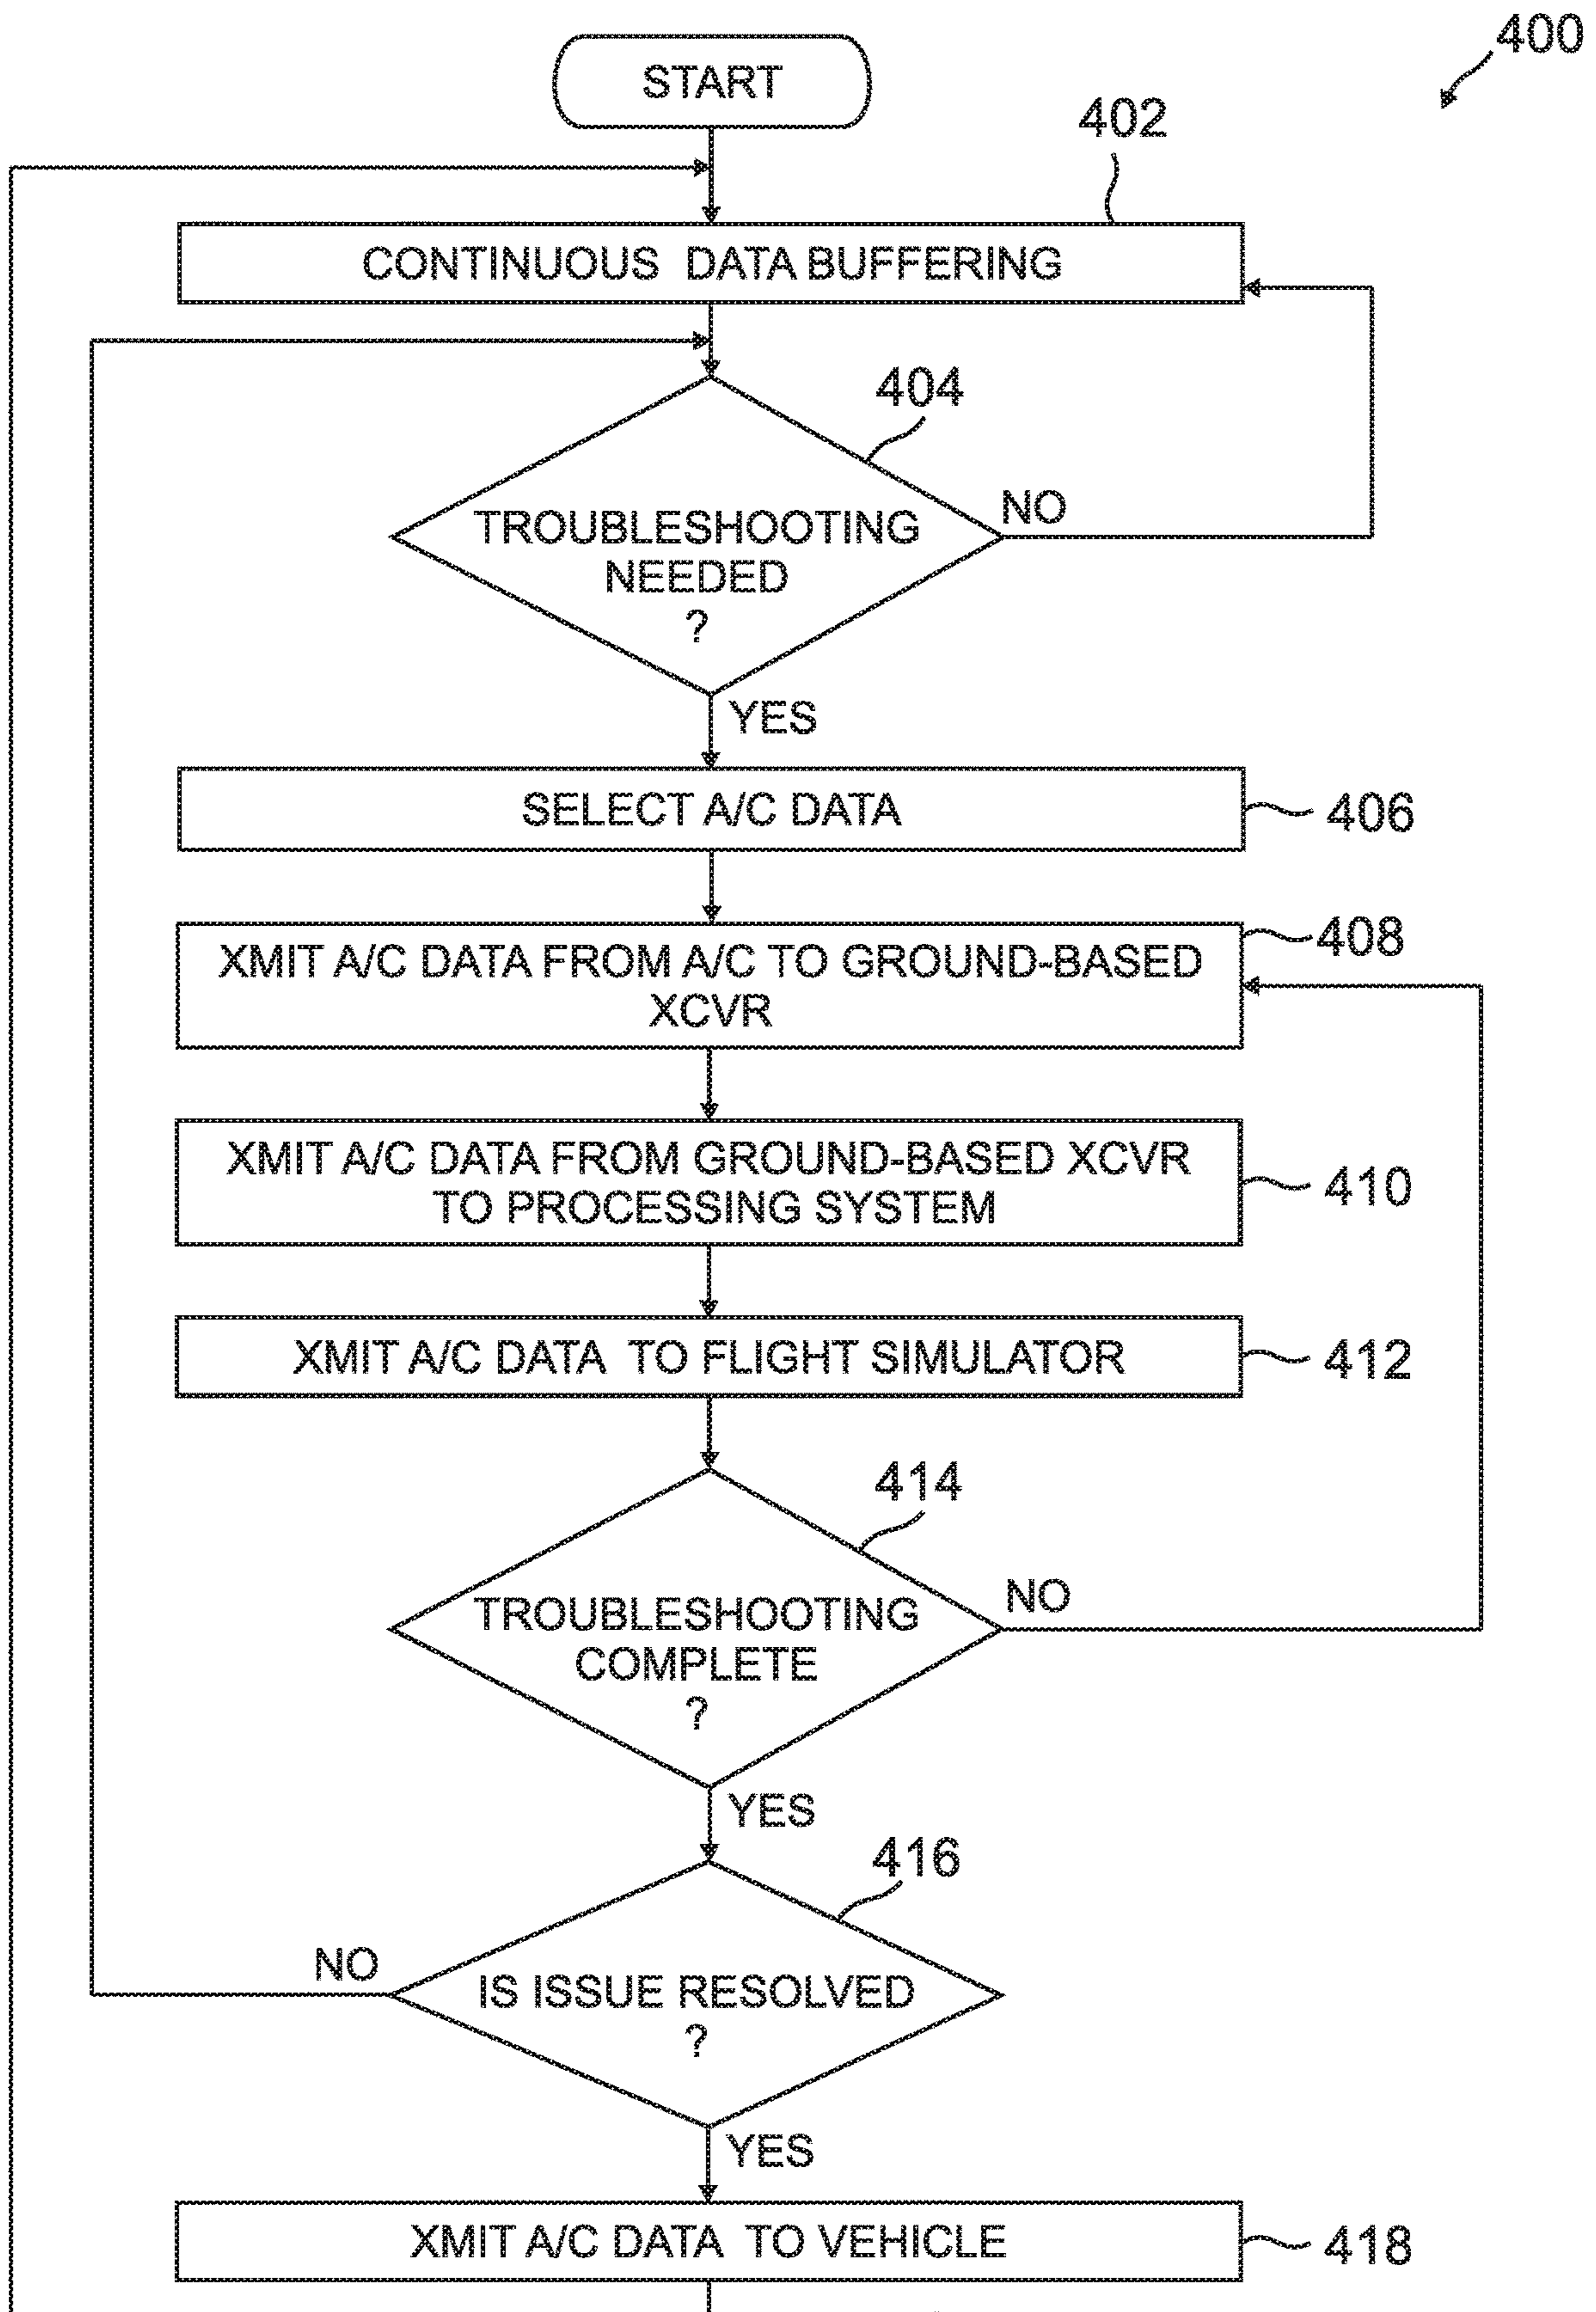 400
START
402
CONTINUOUS DATA BUFFERING
404
TROUBLESHOOTING
NEEDED
?
NO
YES
SELECT A/C DATA
406
XMIT A/C DATA FROM A/C TO GROUND-BASED
XCVR
408
XMIT A/C DATA FROM GROUND-BASED XCVR
TO PROCESSING SYSTEM
410
XMIT A/C DATA TO FLIGHT SIMULATOR
412
414
TROUBLESHOOTING
COMPLETE
?
NO
YES
416
IS ISSUE RESOLVED
?
NO
YES
XMIT A/C DATA TO VEHICLE
418